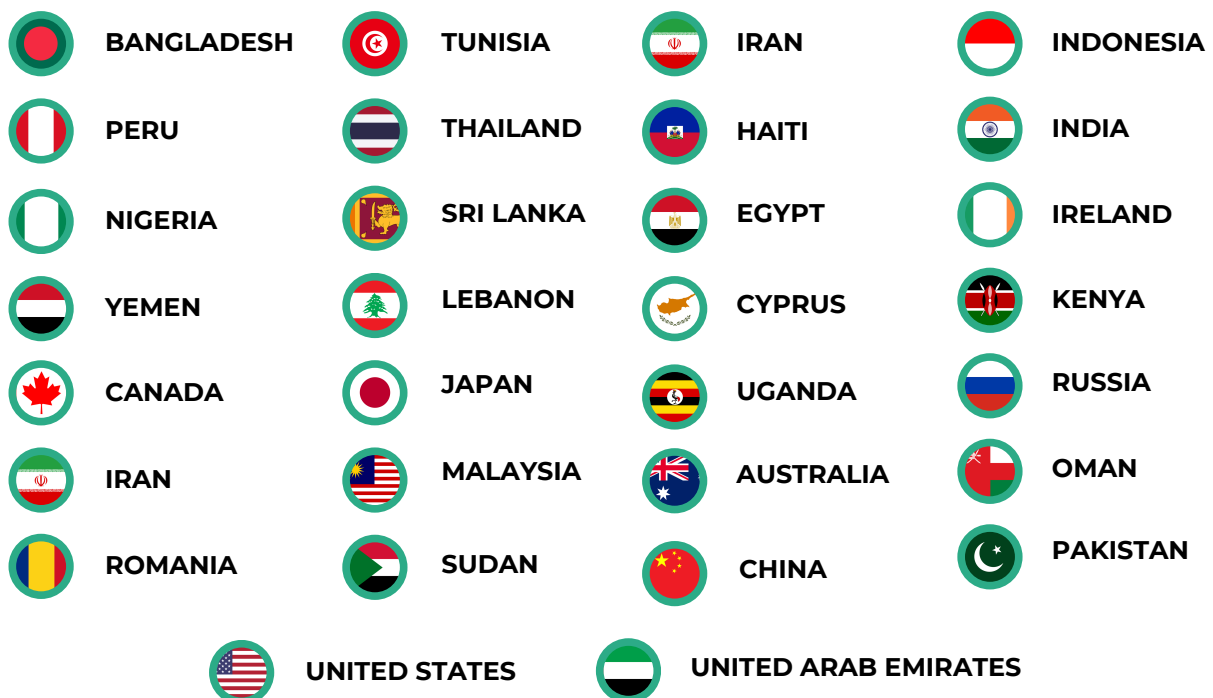 BANGLADESH
TUNISIA
IRAN
INDONESIA
PERU
THAILAND
HAITI
INDIA
NIGERIA
SRI LANKA
EGYPT
IRELAND
YEMEN
LEBANON
CYPRUS
KENYA
CANADA
JAPAN
UGANDA
RUSSIA
IRAN
MALAYSIA
AUSTRALIA
OMAN
ROMANIA
SUDAN
CHINA
PAKISTAN
UNITED STATES
UNITED ARAB EMIRATES